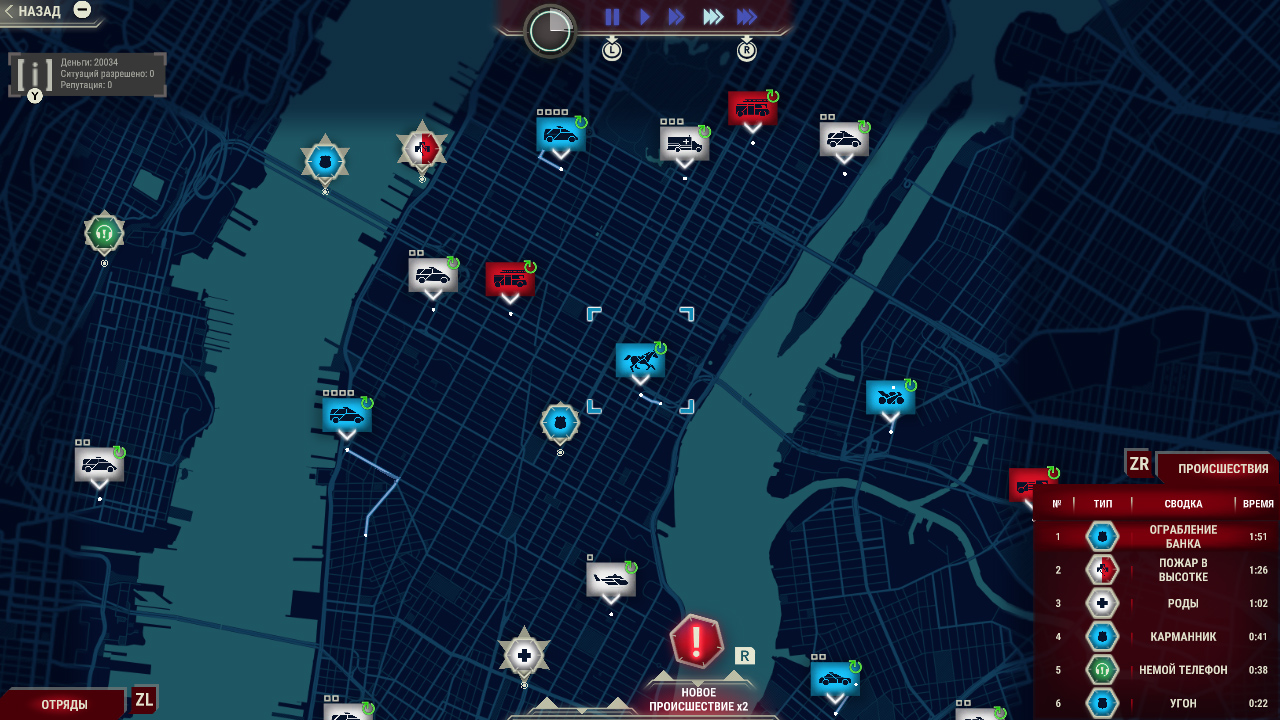 НАЗАД
L
R
Деньги: 20034
Ситуаций разрешено: 0
Репутация: 0
Y
ZR
ПРОИСШЕСТВИЯ
№ ТИП СВОДКА ВРЕМЯ
1 ОГРАБЛЕНИЕ БАНКА 1:51
2 ПОЖАР В ВЫСОТКЕ 1:26
3 РОДЫ 1:02
4 КАРМАННИК 0:41
5 НЕМОЙ ТЕЛЕФОН 0:38
6 УГОН 0:22
!
R
НОВОЕ
ПРОИСШЕСТВИЕ x2
ОТРЯДЫ
ZL